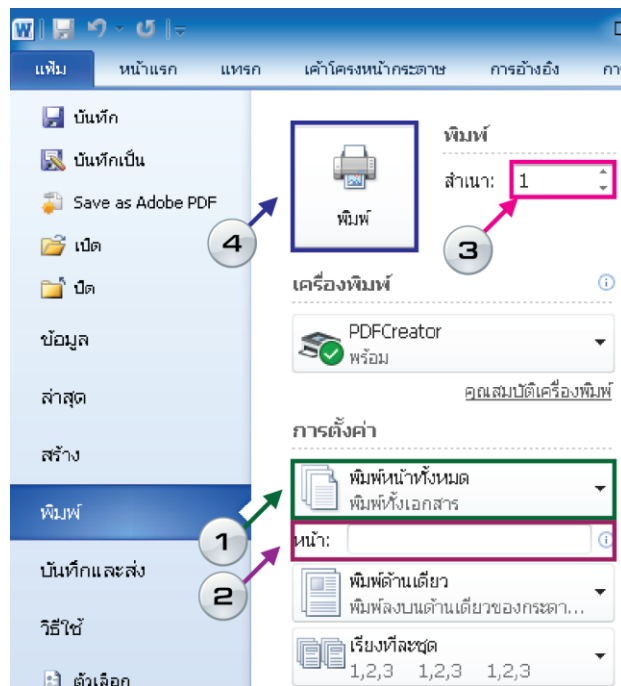 W
แฟ้ม หน้าแรก แทรก เค้าโครงหน้ากระดาษ การอ้างอิง
บันทึก
บันทึกเป็น
Save as Adobe PDF
เปิด
ปิด
ข้อมูล
ล่าสุด
สร้าง
พิมพ์
บันทึกและส่ง
วิธีใช้
ตัวเลือก
พิมพ์
4
พิมพ์
สำเนา: 1
3
เครื่องพิมพ์
PDFCreator
พร้อม
คุณสมบัติเครื่องพิมพ์
การตั้งค่า
พิมพ์หน้าทั้งหมด
พิมพ์ทั้งเอกสาร
1
หน้า:
2
พิมพ์ด้านเดียว
พิมพ์ลงบนด้านเดียวของกระดา...
เรียงทีละชุด
1,2,3 1,2,3 1,2,3